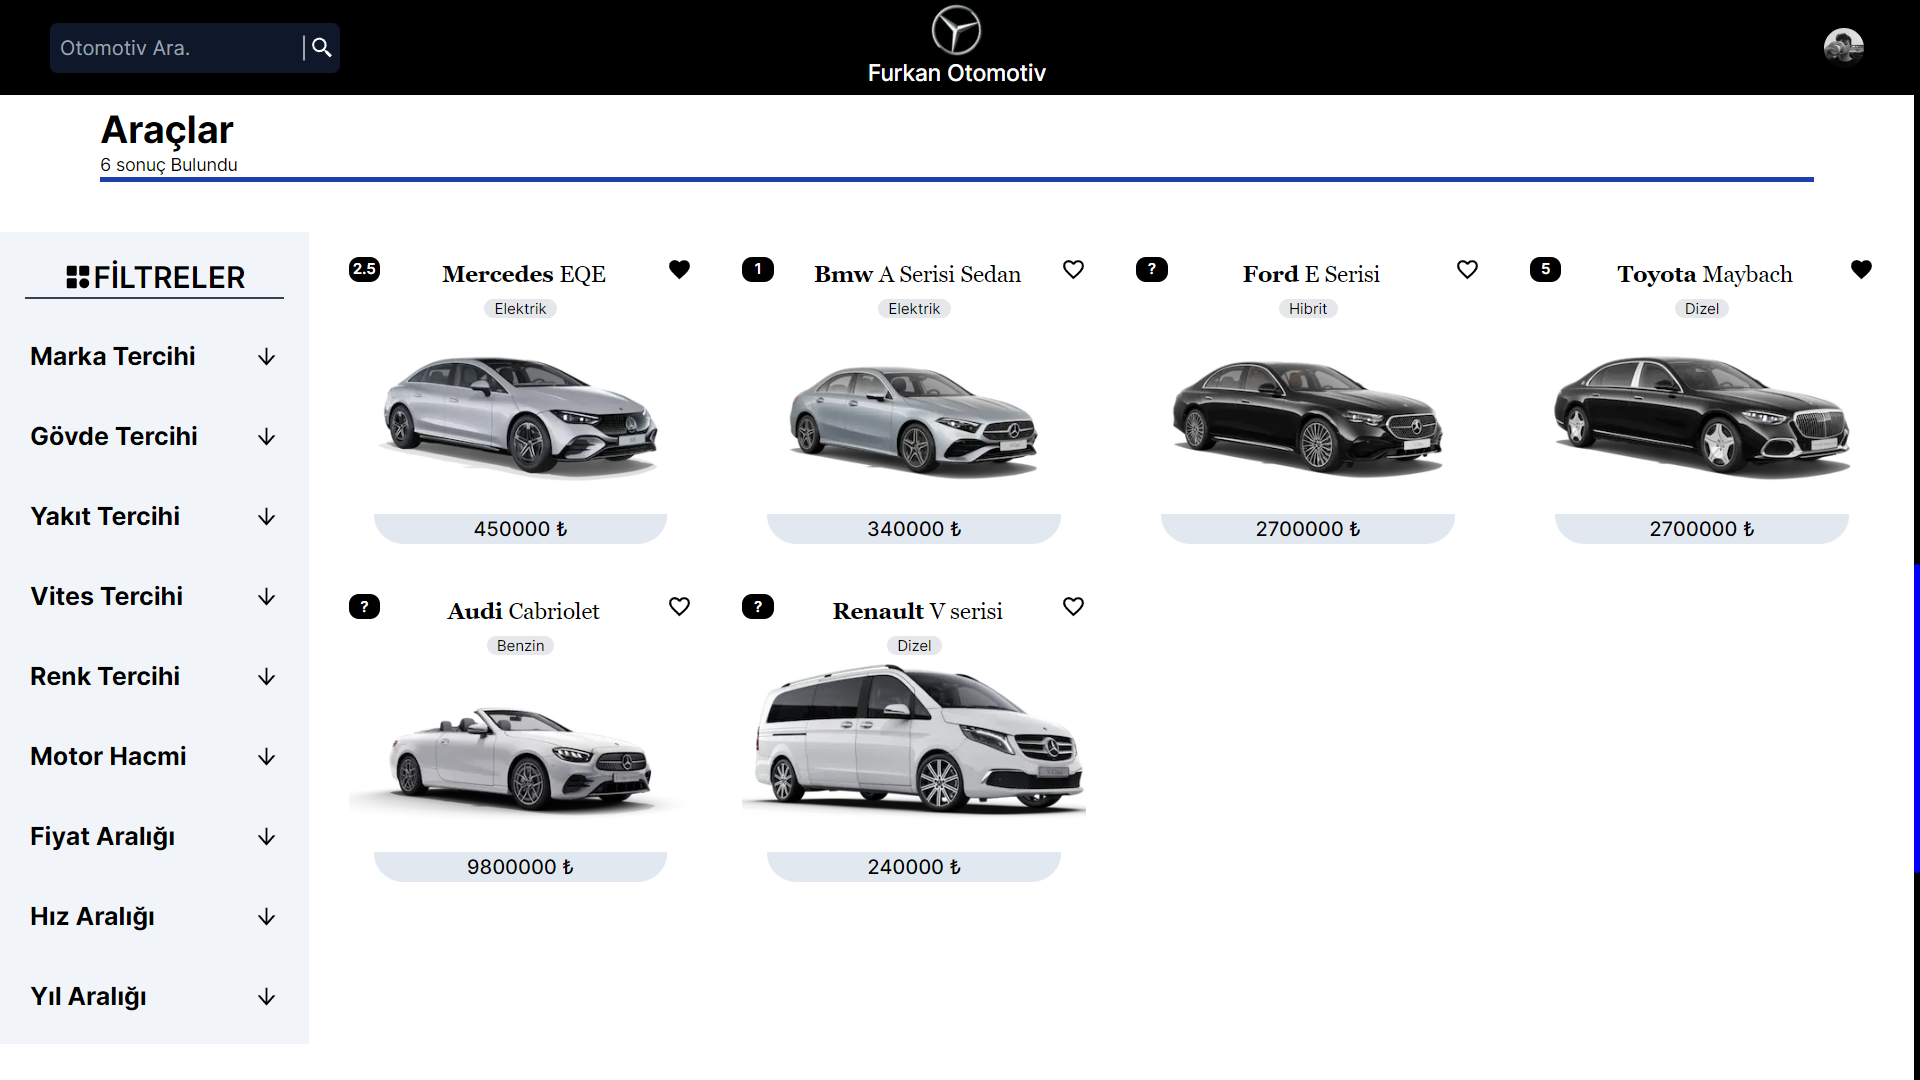 Otomotiv Ara.
Furkan Otomotiv
Araçlar
6 sonuç Bulundu
FİLTRELER
Marka Tercihi
Gövde Tercihi
Yakıt Tercihi
Vites Tercihi
Renk Tercihi
Motor Hacmi
Fiyat Aralığı
Hız Aralığı
Yıl Aralığı
2.5
Mercedes EQE
Elektrik
450000 ₺
1
Bmw A Serisi Sedan
Elektrik
340000 ₺
?
Ford E Serisi
Hibrit
2700000 ₺
5
Toyota Maybach
Dizel
2700000 ₺
?
Audi Cabriolet
Benzin
9800000 ₺
?
Renault V serisi
Dizel
240000 ₺